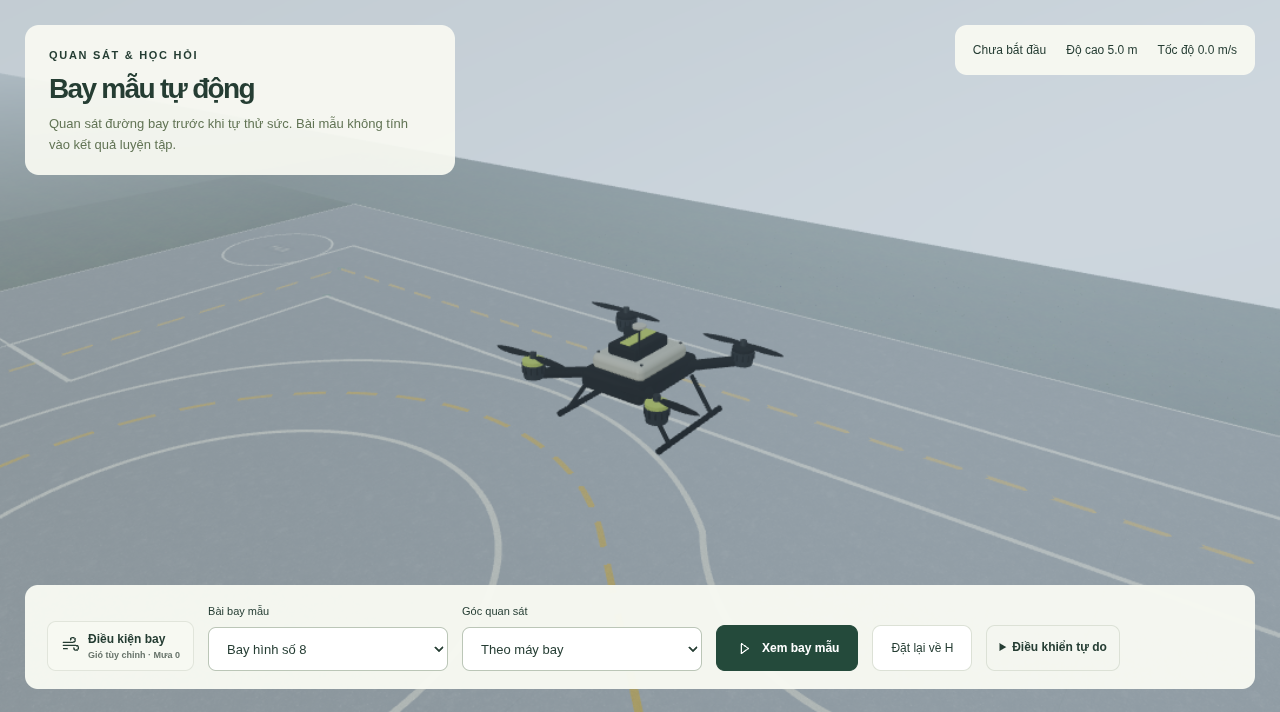 QUAN SÁT & HỌC HỎI
Bay mẫu tự động
Quan sát đường bay trước khi tự thử sức. Bài mẫu không tính
vào kết quả luyện tập.
Chưa bắt đầu Độ cao 5.0 m Tốc độ 0.0 m/s
Điều kiện bay
Gió tùy chỉnh · Mưa 0
Bài bay mẫu
Bay hình số 8
Góc quan sát
Theo máy bay
Xem bay mẫu
Đặt lại về H
Điều khiển tự do